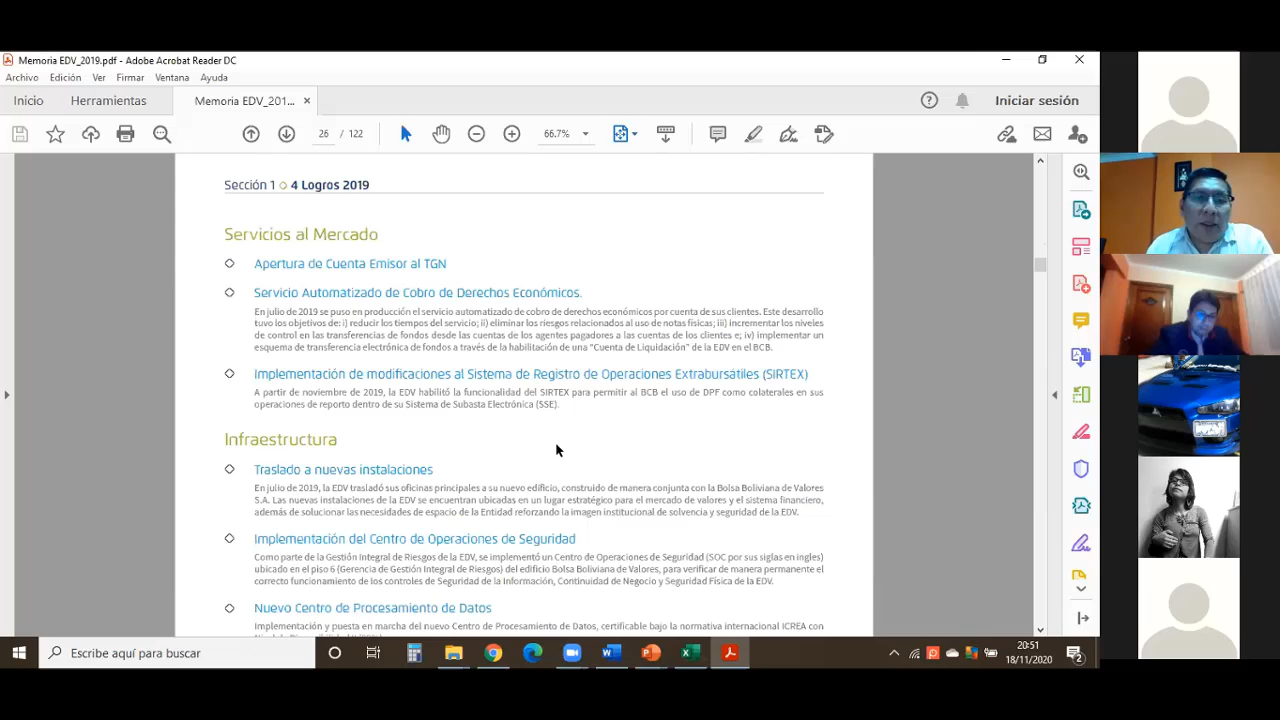 Memoria EDV_2019.pdf - Adobe Acrobat Reader DC
Archivo Edición Ver Firmar Ventana Ayuda
Inicio Herramientas Memoria EDV_201... × Iniciar sesión
26 / 122 66.7%
Sección 1 4 Logros 2019
Servicios al Mercado
Apertura de Cuenta Emisor al TGN
Servicio Automatizado de Cobro de Derechos Económicos.
En julio de 2019 se puso en producción el servicio automatizado de cobro de derechos económicos por cuenta de sus clientes. Este desarrollo
tuvo los objetivos de: i) reducir los tiempos del servicio; ii) eliminar los riesgos relacionados al uso de notas físicas; iii) incrementar los niveles
de control en las transferencias de fondos desde las cuentas de los agentes pagadores a las cuentas de los clientes e; iv) implementar un
esquema de transferencia electrónica de fondos a través de la habilitación de una "Cuenta de Liquidación" de la EDV en el BCB.
Implementación de modificaciones al Sistema de Registro de Operaciones Extrabursátiles (SIRTEX)
A partir de noviembre de 2019, la EDV habilitó la funcionalidad del SIRTEX para permitir al BCB el uso de DPF como colaterales en sus
operaciones de reporto dentro de su Sistema de Subasta Electrónica (SSE).
Infraestructura
Traslado a nuevas instalaciones
En julio de 2019, la EDV trasladó sus oficinas principales a su nuevo edificio, construido de manera conjunta con la Bolsa Boliviana de Valores
S.A. Las nuevas instalaciones de la EDV se encuentran ubicadas en un lugar estratégico para el mercado de valores y el sistema financiero,
además de solucionar las necesidades de espacio de la Entidad reforzando la imagen institucional de solvencia y seguridad de la EDV.
Implementación del Centro de Operaciones de Seguridad
Como parte de la Gestión Integral de Riesgos de la EDV, se implementó un Centro de Operaciones de Seguridad (SOC por sus siglas en ingles)
ubicado en el piso 6 (Gerencia de Gestión Integral de Riesgos) del edificio Bolsa Boliviana de Valores, para verificar de manera permanente el
correcto funcionamiento de los controles de Seguridad de la Información, Continuidad de Negocio y Seguridad Física de la EDV.
Nuevo Centro de Procesamiento de Datos
Implementación y puesta en marcha del nuevo Centro de Procesamiento de Datos, certificable bajo la normativa internacional ICREA con
Escribe aquí para buscar
20:51
18/11/2020
2